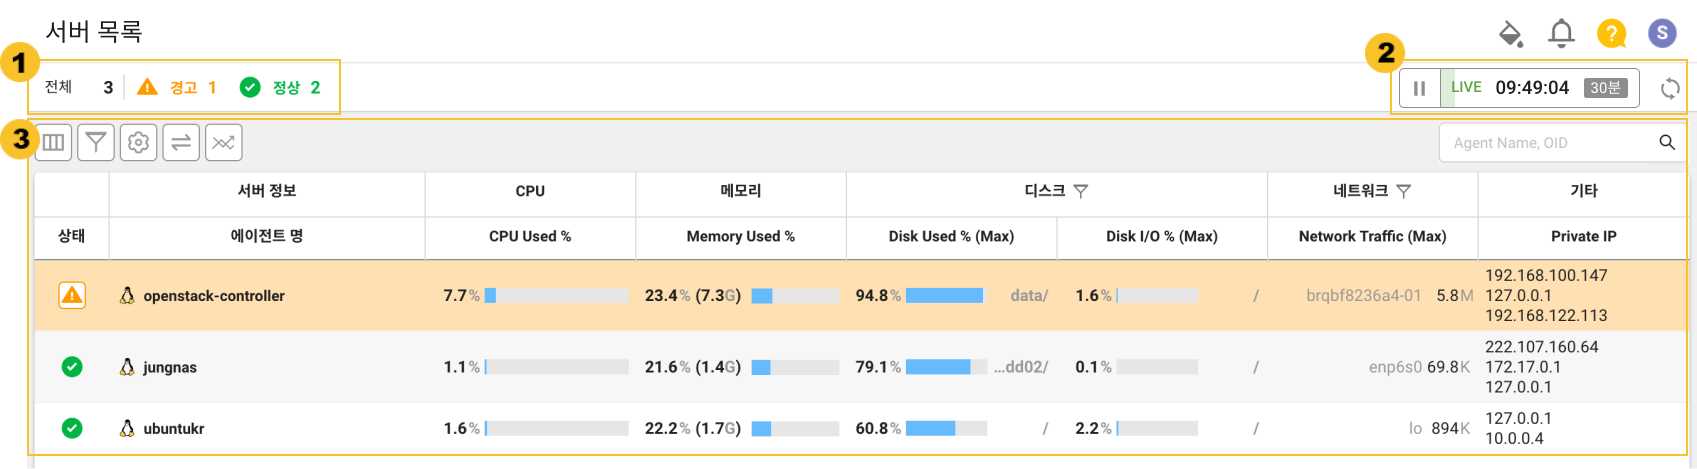 서버 목록
? S
1
전체 3 경고 1 정상 2
2
LIVE 09:49:04 30분
3
Agent Name, OID
서버 정보 CPU 메모리 디스크 네트워크 기타
상태 에이전트 명 CPU Used % Memory Used % Disk Used % (Max) Disk I/O % (Max) Network Traffic (Max) Private IP
192.168.100.147
openstack-controller 7.7% 23.4% (7.3G) 94.8% data/ 1.6% / brqbf8236a4-01 5.8M 127.0.0.1
192.168.122.113
222.107.160.64
jungnas 1.1% 21.6% (1.4G) 79.1% ...dd02/ 0.1% / enp6s0 69.8K 172.17.0.1
127.0.0.1
127.0.0.1
ubuntukr 1.6% 22.2% (1.7G) 60.8% / 2.2% / lo 894K
10.0.0.4